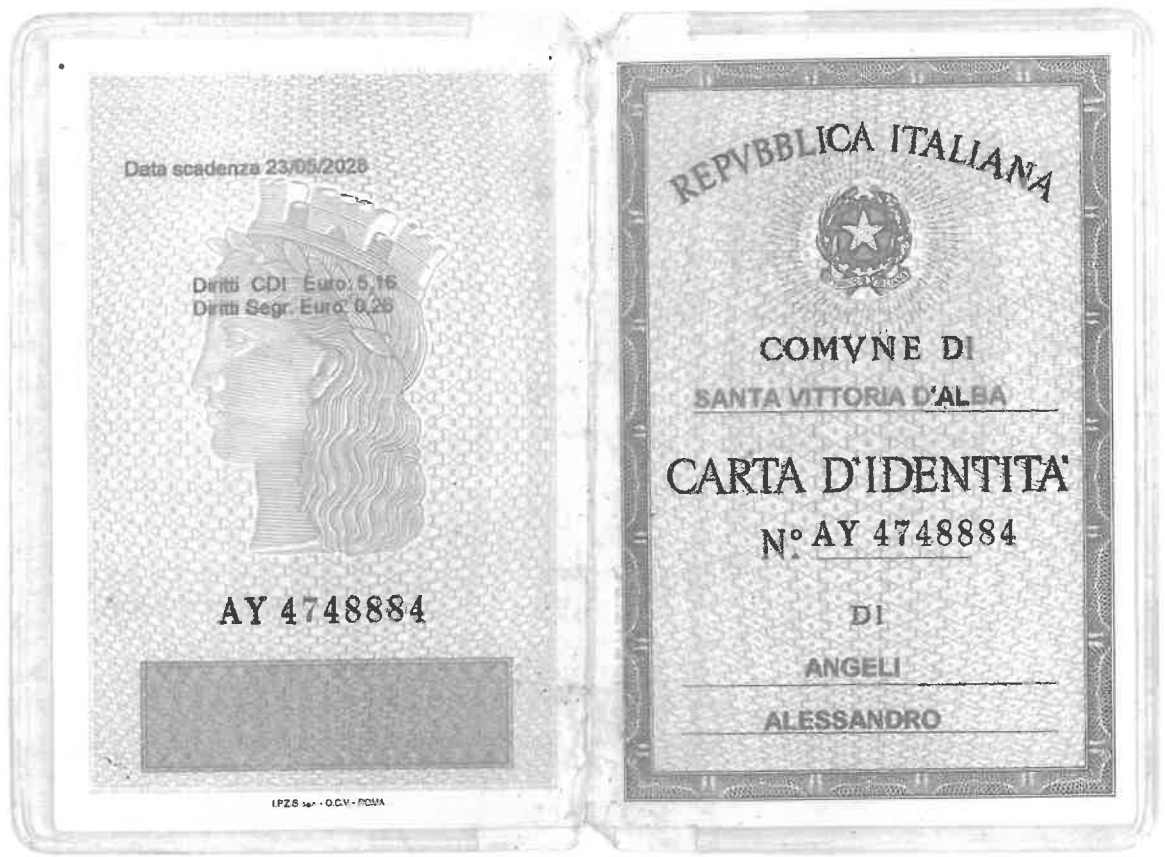 Data scadenza 23/05/2028
Diritti CDI Euro: 5,16
Diritti Segr. Euro: 0,26
AY 4748884
I.P.Z.S. - O.C.V. - ROMA
REPVBBLICA ITALIANA
COMVNE DI
SANTA VITTORIA D'ALBA
CARTA D'IDENTITA'
N° AY 4748884
DI
ANGELI
ALESSANDRO